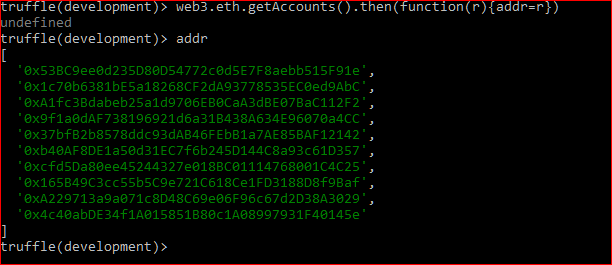 truffle(development)> web3.eth.getAccounts().then(function(r){addr=r})
undefined
truffle(development)> addr
[
'0x53BC9ee0d235D80D54772c0d5E7F8aebb515F91e',
'0x1c70b6381bE5a18268CF2dA93778535EC0ed9AbC',
'0xA1fc3Bdabeb25a1d9706EB0CaA3dBE07BaC112F2',
'0x9f1a0dAF738196921d6a31B438A634E96070a4CC',
'0x37bfB2b8578ddc93dAB46FEbB1a7AE85BAF12142',
'0xb40AF8DE1a50d31EC7f6b245D144C8a93c61D357',
'0xcfd5Da80ee45244327e018BC01114768001C4C25',
'0x165B49C3cc55b5C9e721C618Ce1FD3188D8f9Baf',
'0xA229713a9a071c8D48C69e06F96c67d2D38A3029',
'0x4c40abDE34f1A015851B80c1A08997931F40145e'
]
truffle(development)>